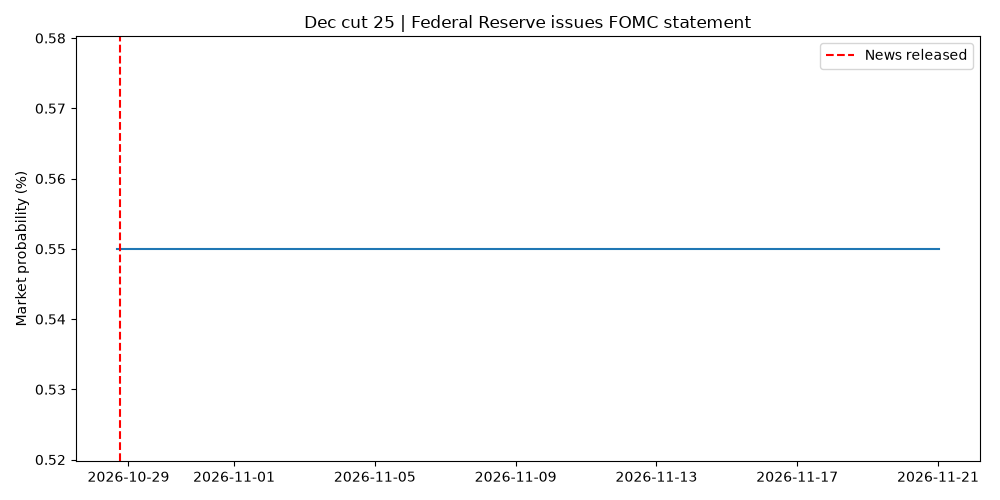 Dec cut 25 | Federal Reserve issues FOMC statement
News released
Market probability (%)
0.58
0.57
0.56
0.55
0.54
0.53
0.52
2026-10-29 2026-11-01 2026-11-05 2026-11-09 2026-11-13 2026-11-17 2026-11-21